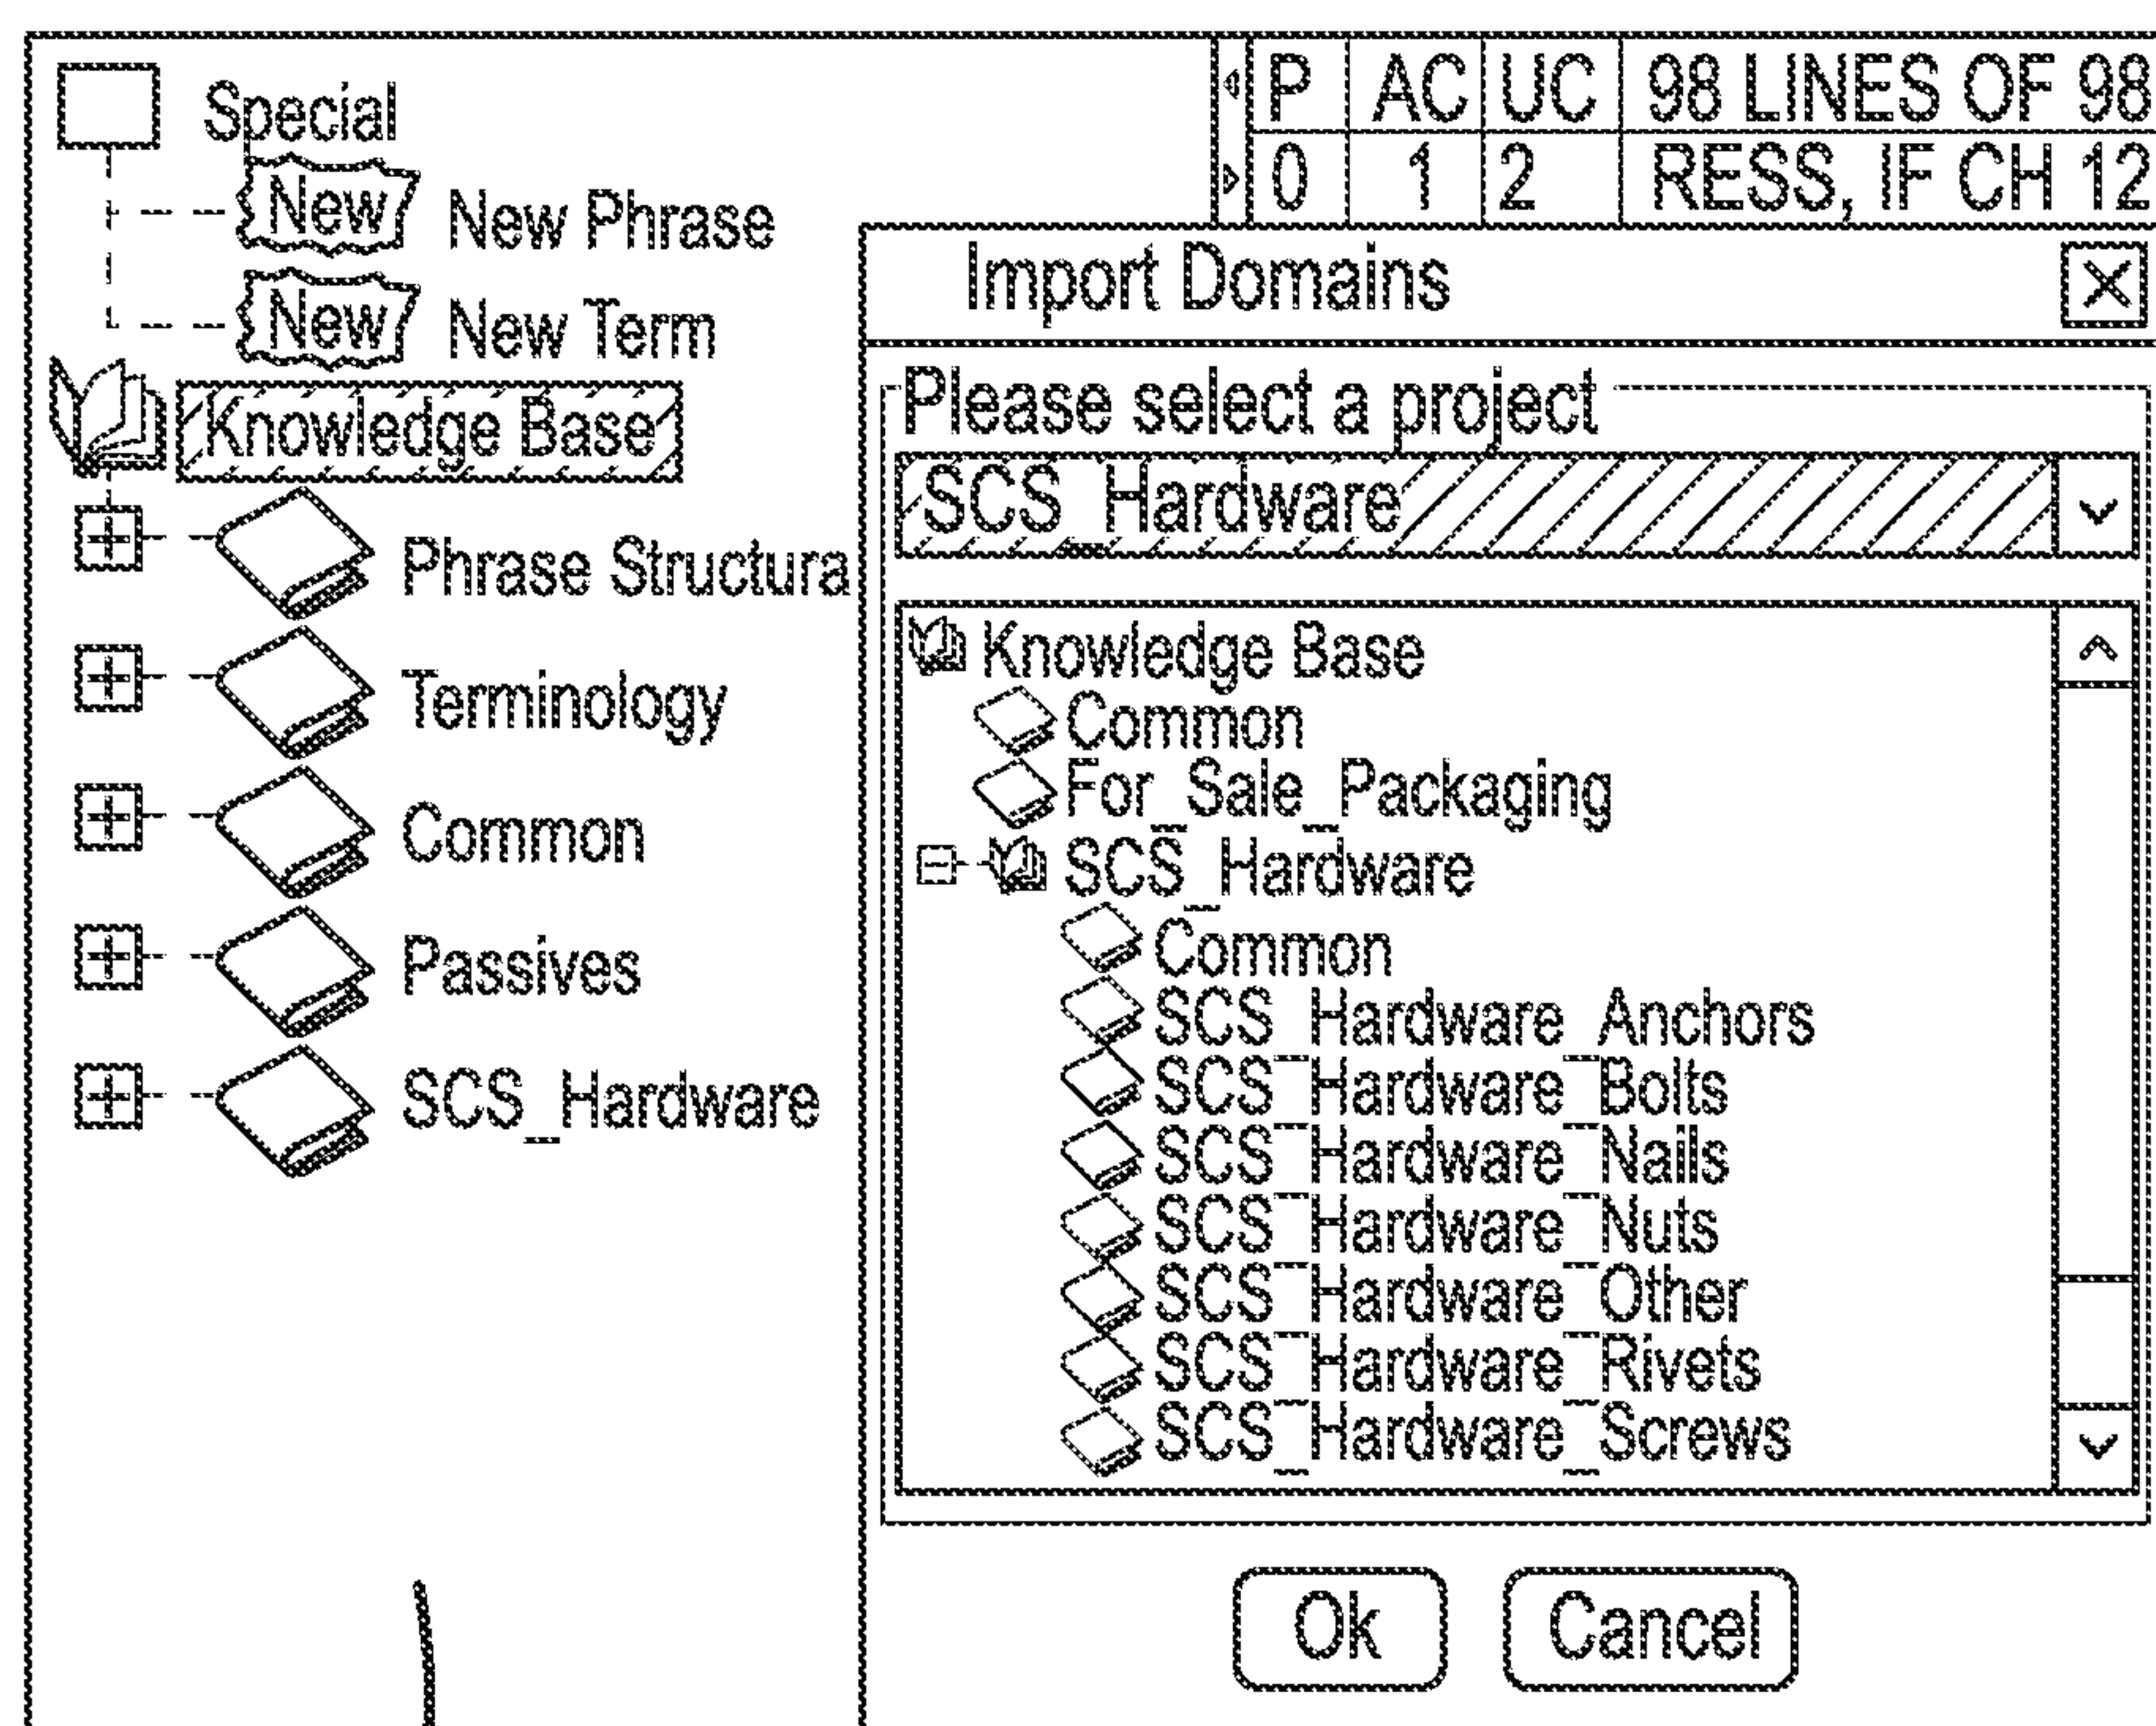 Special
New New Phrase
New New Term
Knowledge Base
Phrase Structura
Terminology
Common
Passives
SCS_Hardware
P AC UC 98 LINES OF 98
0 1 2 RESS, IF CH 12
Import Domains
Please select a project
SCS_Hardware
Knowledge Base
Common
For_Sale_Packaging
SCS_Hardware
Common
SCS_Hardware_Anchors
SCS_Hardware_Bolts
SCS_Hardware_Nails
SCS_Hardware_Nuts
SCS_Hardware_Other
SCS_Hardware_Rivets
SCS_Hardware_Screws
Ok Cancel